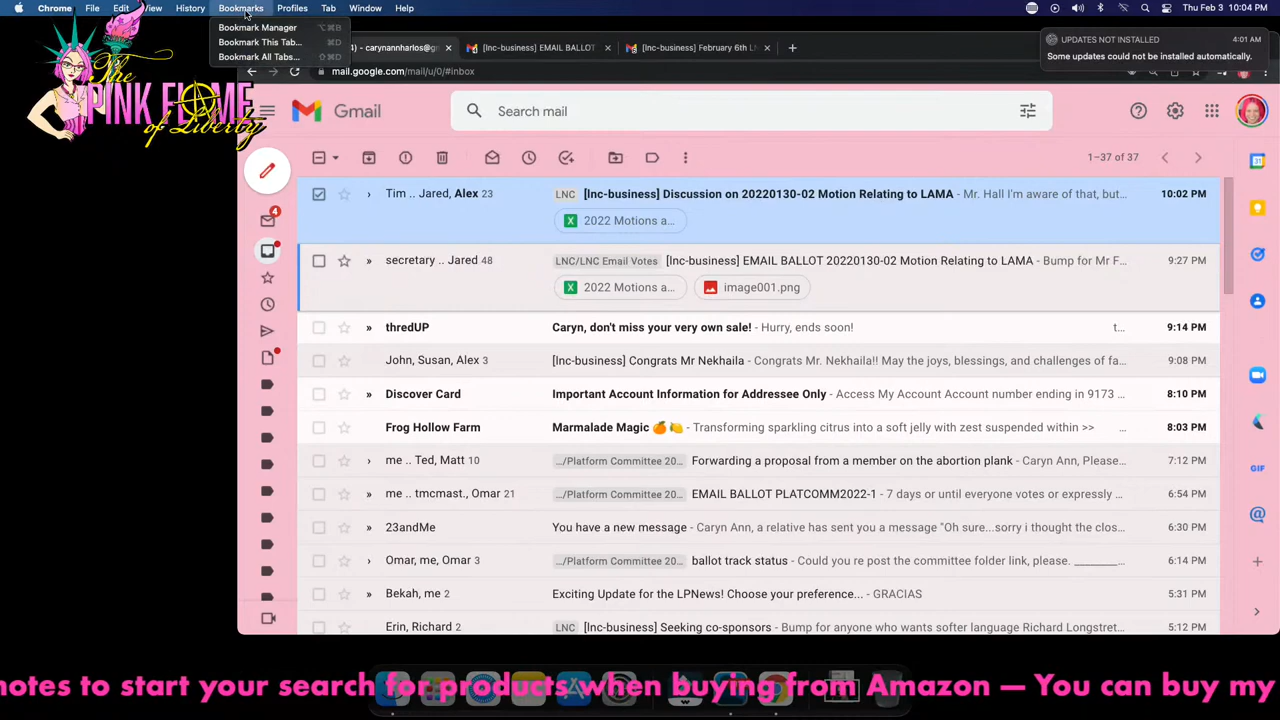 Chrome File Edit View History Bookmarks Profiles Tab Window Help Thu Feb 3 10:04 PM
Bookmark Manager ⌥⌘B
Bookmark This Tab... ⌘D
Bookmark All Tabs... ⇧⌘D
4) - carynannharlos@g
[lnc-business] EMAIL BALLOT
[lnc-business] February 6th LN
UPDATES NOT INSTALLED 4:01 AM
Some updates could not be installed automatically.
mail.google.com/mail/u/0/#inbox
The
PINK FLAME
of Liberty
Gmail
Search mail
1–37 of 37
Tim .. Jared, Alex 23 LNC [lnc-business] Discussion on 20220130-02 Motion Relating to LAMA - Mr. Hall I'm aware of that, but... 10:02 PM
2022 Motions a...
4
secretary .. Jared 48 LNC/LNC Email Votes [lnc-business] EMAIL BALLOT 20220130-02 Motion Relating to LAMA - Bump for Mr F... 9:27 PM
2022 Motions a... image001.png
thredUP Caryn, don't miss your very own sale! - Hurry, ends soon! t... 9:14 PM
John, Susan, Alex 3 [lnc-business] Congrats Mr Nekhaila - Congrats Mr. Nekhaila!! May the joys, blessings, and challenges of fa... 9:08 PM
Discover Card Important Account Information for Addressee Only - Access My Account Account number ending in 9173 ... 8:10 PM
Frog Hollow Farm Marmalade Magic 🍊🍋 - Transforming sparkling citrus into a soft jelly with zest suspended within >> ... 8:03 PM
me .. Ted, Matt 10 .../Platform Committee 20... Forwarding a proposal from a member on the abortion plank - Caryn Ann, Please... 7:12 PM
GIF
me .. tmcmast., Omar 21 .../Platform Committee 20... EMAIL BALLOT PLATCOMM2022-1 - 7 days or until everyone votes or expressly ... 6:54 PM
23andMe You have a new message - Caryn Ann, a relative has sent you a message "Oh sure...sorry i thought the clos... 6:30 PM
Omar, me, Omar 3 .../Platform Committee 20... ballot track status - Could you re post the committee folder link, please. ________... 6:14 PM
Bekah, me 2 Exciting Update for the LPNews! Choose your preference... - GRACIAS 5:31 PM
Erin, Richard 2 LNC [lnc-business] Seeking co-sponsors - Bump for anyone who wants softer language Richard Longstret... 5:12 PM
notes to start your search for products when buying from Amazon — You can buy my